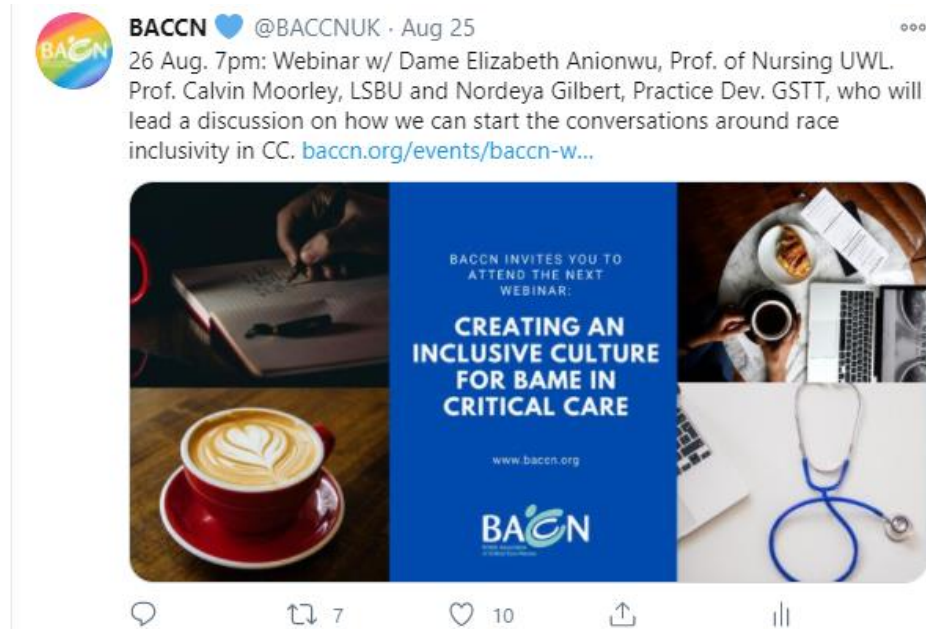 BACCN 💙 @BACCNUK · Aug 25
26 Aug. 7pm: Webinar w/ Dame Elizabeth Anionwu, Prof. of Nursing UWL.
Prof. Calvin Moorley, LSBU and Nordeya Gilbert, Practice Dev. GSTT, who will
lead a discussion on how we can start the conversations around race
inclusivity in CC. baccn.org/events/baccn-w...
BACCN INVITES YOU TO
ATTEND THE NEXT
WEBINAR:
CREATING AN
INCLUSIVE CULTURE
FOR BAME IN
CRITICAL CARE
www.baccn.org
BACCN
7
10